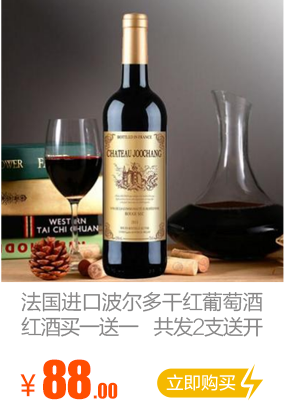 FLOWER
WESTERN
TAI CHI CHUAN
BOTTLED IN FRANCE
CHATEAU JOOCHANG
法国进口波尔多干红葡萄酒
红酒买一送一 共发2支送开
¥88.00
立即购买